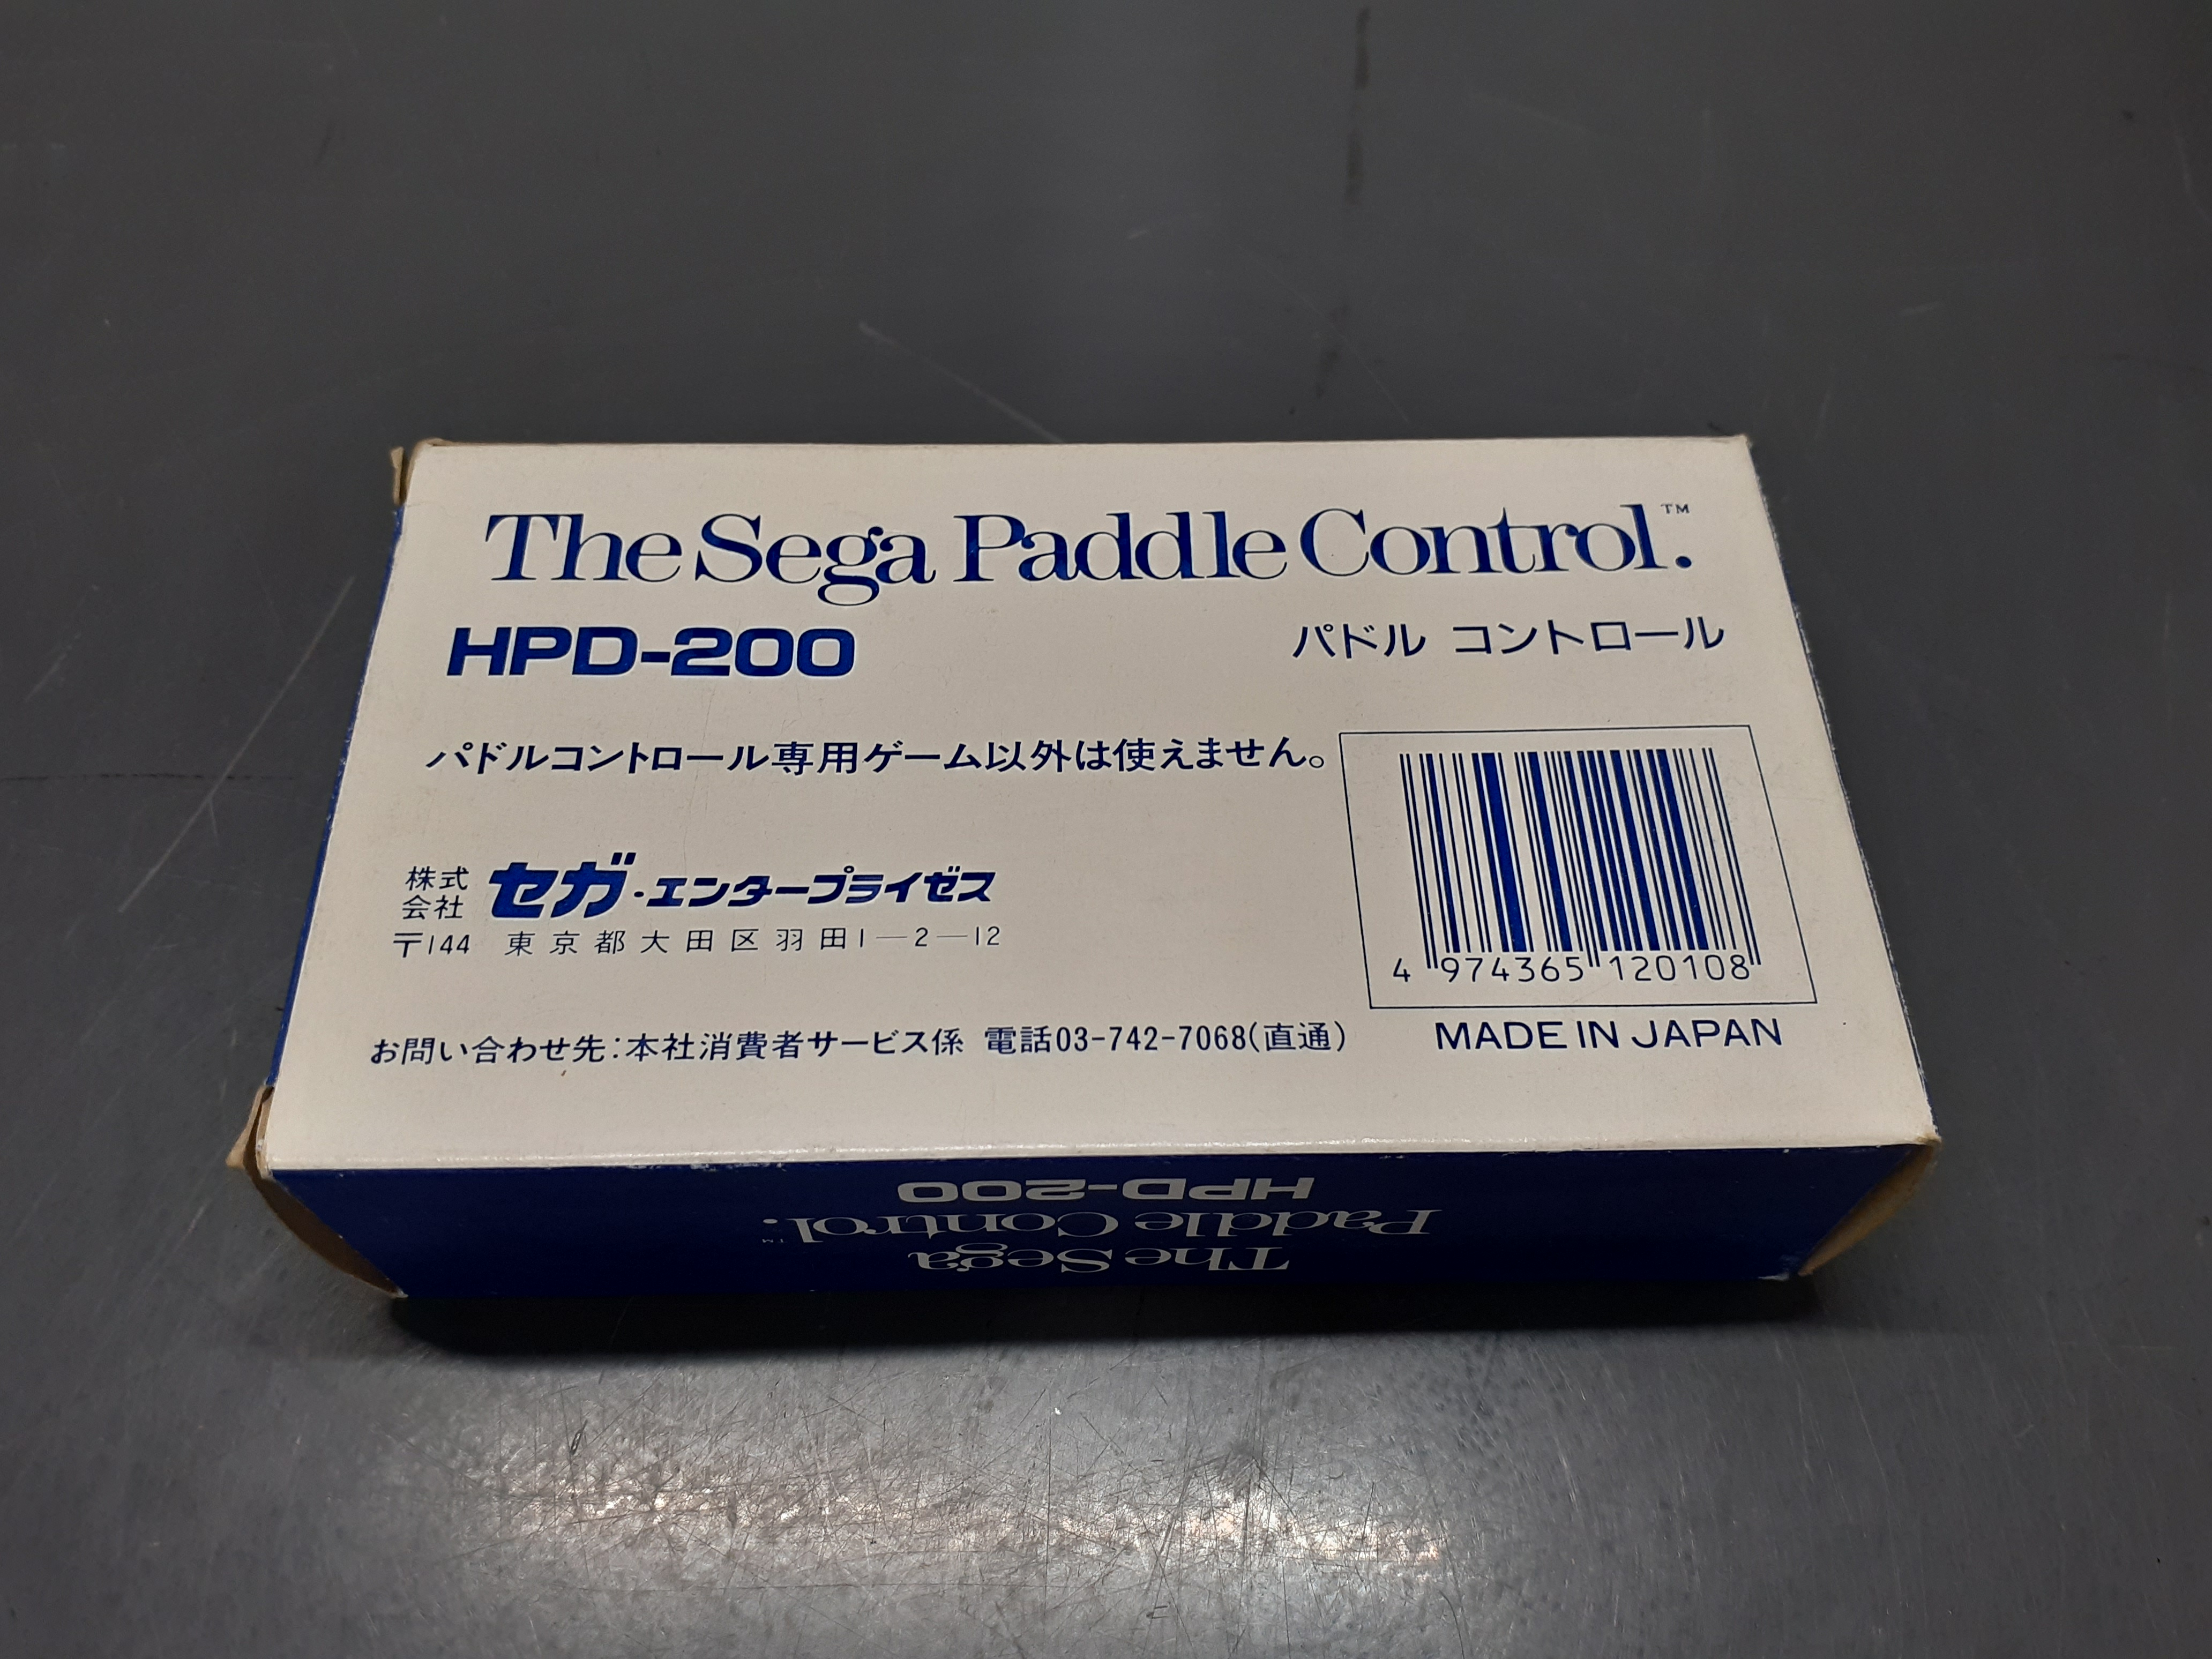 The Sega Paddle Control.™
HPD-200
パドル コントロール
パドルコントロール専用ゲーム以外は使えません。
株式会社 セガ・エンタープライゼス
〒144 東京都大田区羽田1-2-12
お問い合わせ先:本社消費者サービス係 電話03-742-7068(直通)
4 974365 120108
MADE IN JAPAN
The Sega
Paddle Control.™
HPD-200